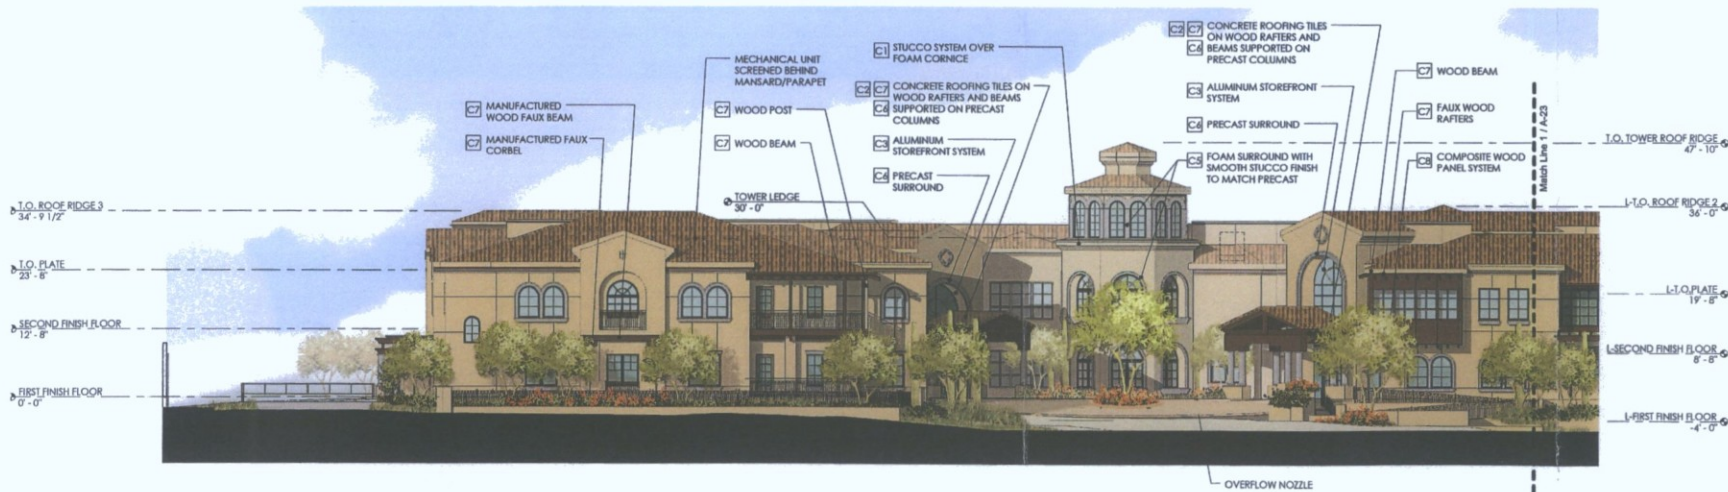 C2 C7 CONCRETE ROOFING TILES
ON WOOD RAFTERS AND
C6 BEAMS SUPPORTED ON
PRECAST COLUMNS
C1 STUCCO SYSTEM OVER
FOAM CORNICE
MECHANICAL UNIT
SCREENED BEHIND
MANSARD/PARAPET
C7 WOOD BEAM
C2 C7 CONCRETE ROOFING TILES ON
WOOD RAFTERS AND BEAMS
C6 SUPPORTED ON PRECAST
COLUMNS
C3 ALUMINUM STOREFRONT
SYSTEM
C7 MANUFACTURED
WOOD FAUX BEAM
C7 WOOD POST
C7 FAUX WOOD
RAFTERS
C6 PRECAST SURROUND
C7 MANUFACTURED FAUX
CORBEL
C7 WOOD BEAM
C3 ALUMINUM
STOREFRONT SYSTEM
C5 FOAM SURROUND WITH
SMOOTH STUCCO FINISH
TO MATCH PRECAST
C8 COMPOSITE WOOD
PANEL SYSTEM
C6 PRECAST
SURROUND
Match Line 1 / A-23
T.O. TOWER ROOF RIDGE
47' - 10"
TOWER LEDGE
30' - 0"
T.O. ROOF RIDGE 3
34' - 9 1/2"
L-T.O. ROOF RIDGE 2
36' - 0"
T.O. PLATE
23' - 8"
L-T.O.PLATE
19' - 8"
SECOND FINISH FLOOR
12' - 8"
L-SECOND FINISH FLOOR
8' - 8"
FIRST FINISH FLOOR
0' - 0"
L-FIRST FINISH FLOOR
-4' - 0"
OVERFLOW NOZZLE